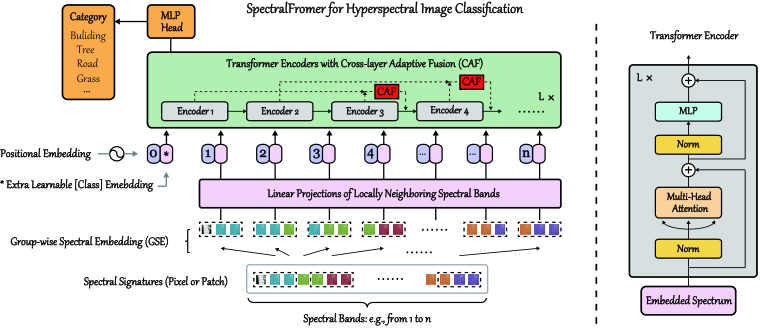 SpectralFromer for Hyperspectral Image Classification
Category
Buliding
Tree
Road
Grass
...
MLP
Head
Transformer Encoders with Cross-layer Adaptive Fusion (CAF)
CAF
CAF
L ×
Encoder 1
Encoder 2
Encoder 3
Encoder 4
......
Positional Embedding
0 *
1
2
3
4
...
...
n
* Extra Learnable [Class] Emebdding
Linear Projections of Locally Neighboring Spectral Bands
Group-wise Spectral Embedding (GSE)
......
......
Spectral Signatures (Pixel or Patch)
......
Spectral Bands: e.g., from 1 to n
Transformer Encoder
L ×
+
MLP
Norm
+
Multi-Head
Attention
Norm
Embedded Spectrum